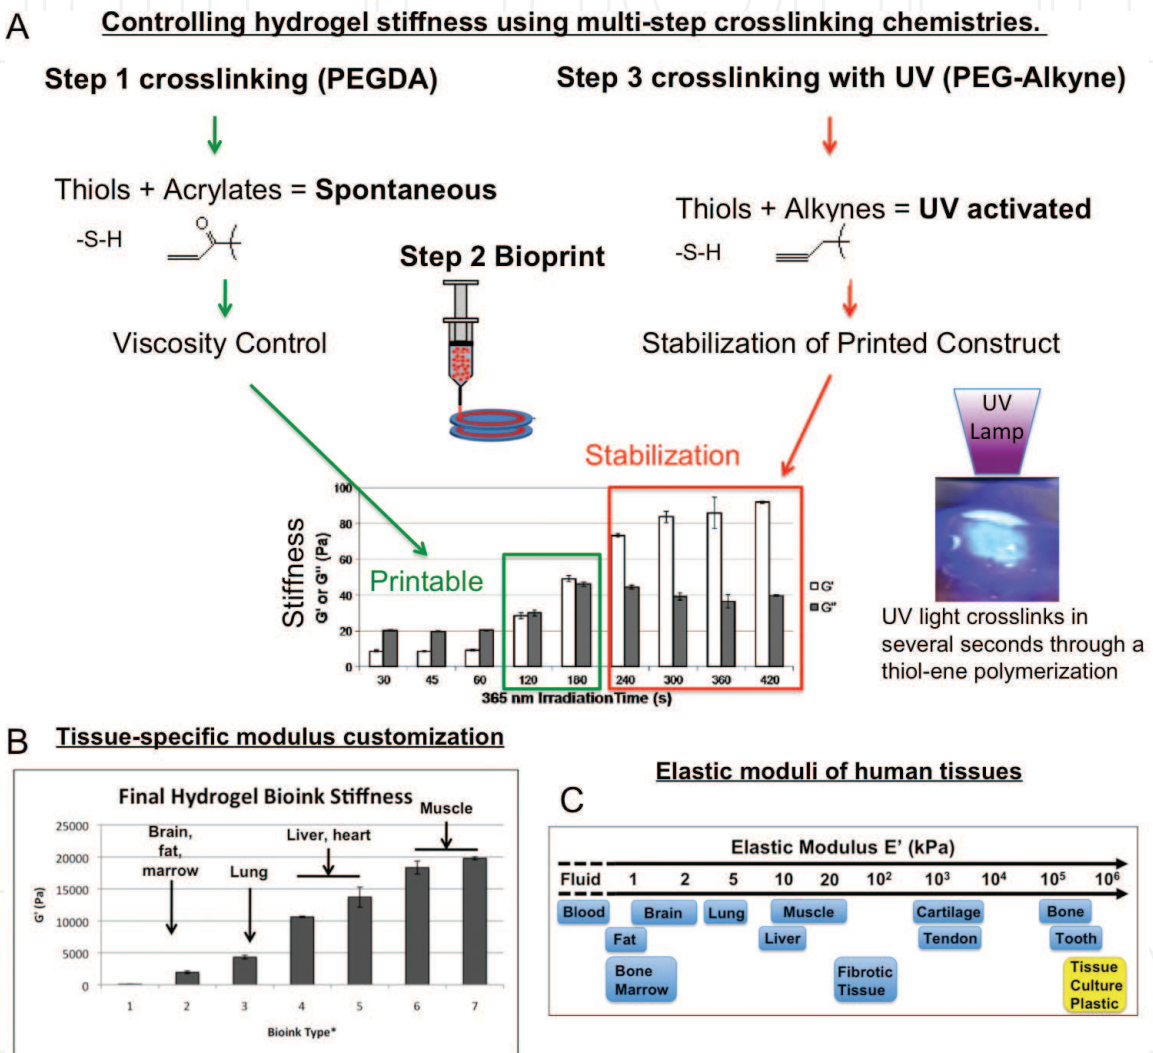 A
Controlling hydrogel stiffness using multi-step crosslinking chemistries.
Step 1 crosslinking (PEGDA)
Step 3 crosslinking with UV (PEG-Alkyne)
Thiols + Acrylates = Spontaneous
-S-H
O
Thiols + Alkynes = UV activated
-S-H
Step 2 Bioprint
Viscosity Control
Stabilization of Printed Construct
UV
Lamp
Stabilization
Printable
Stiffness
G' or G'' (Pa)
100
80
60
40
20
0
30 45 60 120 180 240 300 360 420
365 nm IrradiationTime (s)
G'
G''
UV light crosslinks in
several seconds through a
thiol-ene polymerization
B
Tissue-specific modulus customization
Final Hydrogel Bioink Stiffness
Muscle
Liver, heart
Brain,
fat,
marrow
Lung
G' (Pa)
25000
20000
15000
10000
5000
0
1 2 3 4 5 6 7
Bioink Type*
Elastic moduli of human tissues
C
Elastic Modulus E' (kPa)
Fluid 1 2 5 10 20 10² 10³ 10⁴ 10⁵ 10⁶
Blood Brain Lung Muscle Cartilage Bone
Fat Liver Tendon Tooth
Bone
Marrow
Fibrotic
Tissue
Tissue
Culture
Plastic